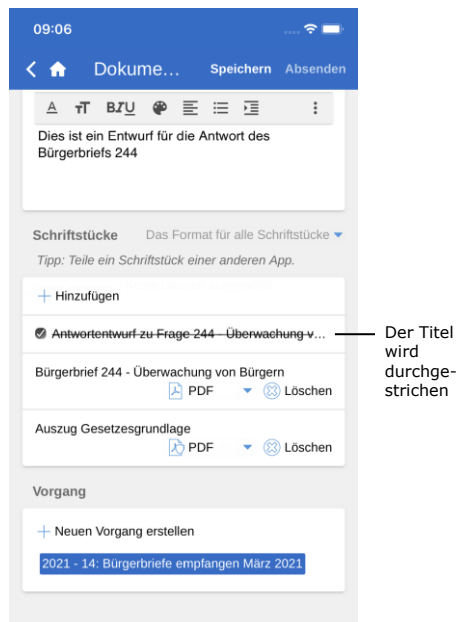 09:06
Dokume... Speichern Absenden
A TT BIU
Dies ist ein Entwurf für die Antwort des
Bürgerbriefs 244
Schriftstücke Das Format für alle Schriftstücke
Tipp: Teile ein Schriftstück einer anderen App.
Hinzufügen
Antwortentwurf zu Frage 244 - Überwachung v...
Der Titel
wird
durchge-
strichen
Bürgerbrief 244 - Überwachung von Bürgern
PDF Löschen
Auszug Gesetzesgrundlage
PDF Löschen
Vorgang
Neuen Vorgang erstellen
2021 - 14: Bürgerbriefe empfangen März 2021